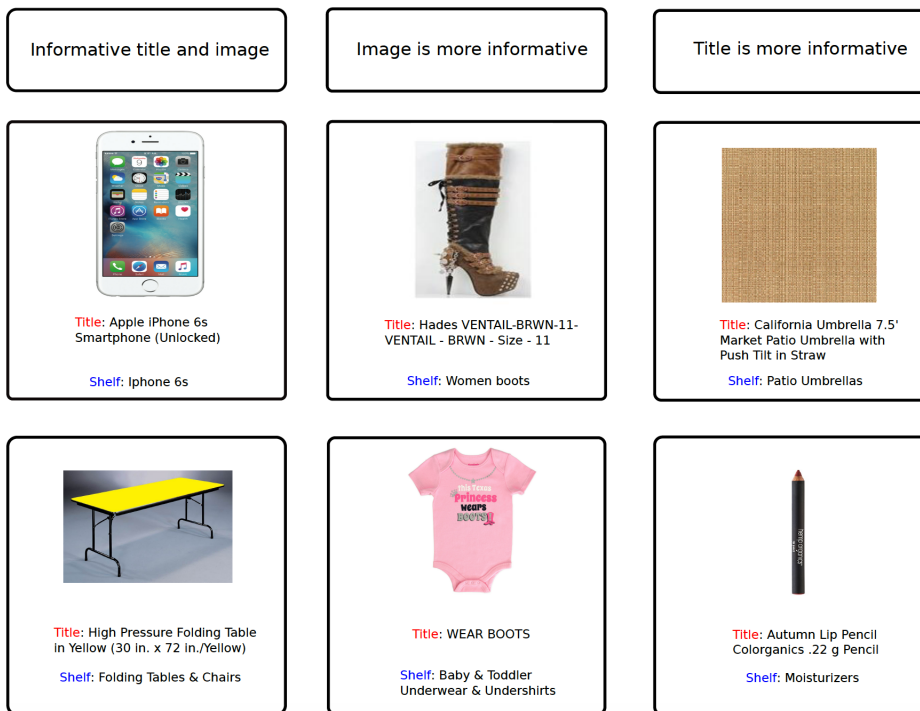 Informative title and image
Image is more informative
Title is more informative
Title: Apple iPhone 6s
Smartphone (Unlocked)
Shelf: Iphone 6s
Title: Hades VENTAIL-BRWN-11-
VENTAIL - BRWN - Size - 11
Shelf: Women boots
Title: California Umbrella 7.5'
Market Patio Umbrella with
Push Tilt in Straw
Shelf: Patio Umbrellas
Title: High Pressure Folding Table
in Yellow (30 in. x 72 in./Yellow)
Shelf: Folding Tables & Chairs
this Texas
Princess
wears
BOOTS
Title: WEAR BOOTS
Shelf: Baby & Toddler
Underwear & Undershirts
Title: Autumn Lip Pencil
Colorganics .22 g Pencil
Shelf: Moisturizers